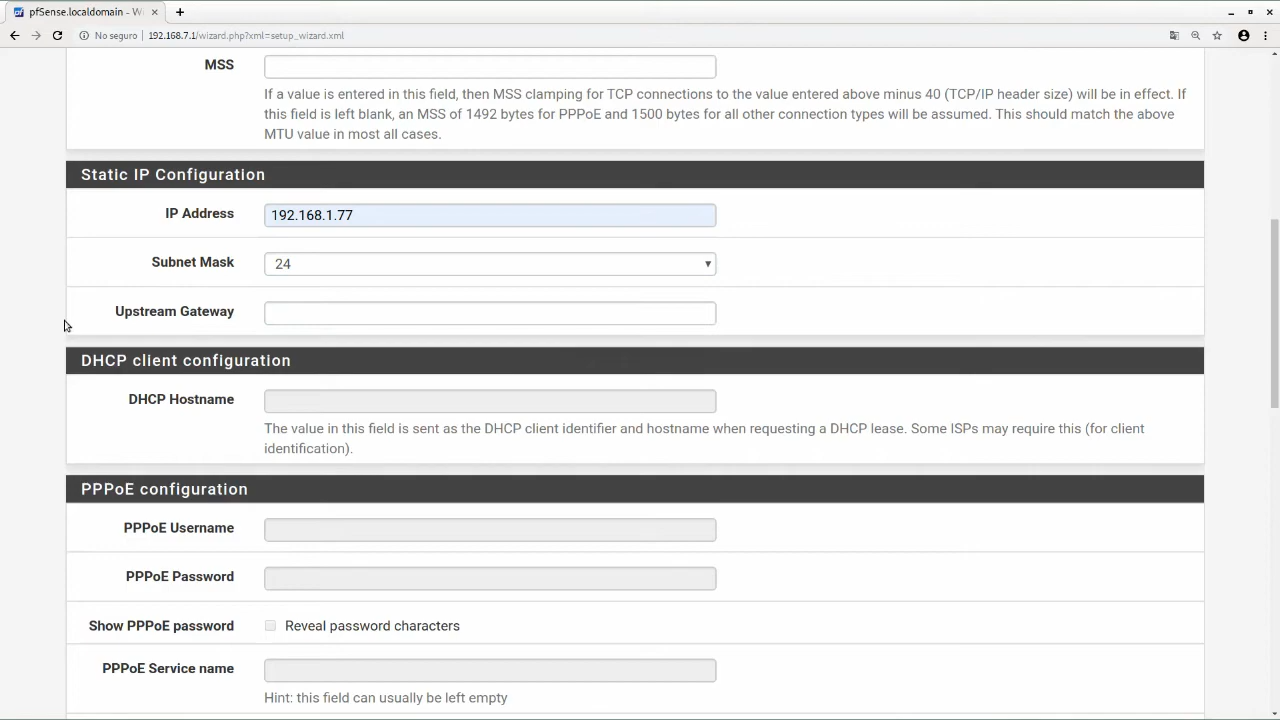 pfSense.localdomain - W
No seguro
192.168.7.1/wizard.php?xml=setup_wizard.xml
MSS
If a value is entered in this field, then MSS clamping for TCP connections to the value entered above minus 40 (TCP/IP header size) will be in effect. If
this field is left blank, an MSS of 1492 bytes for PPPoE and 1500 bytes for all other connection types will be assumed. This should match the above
MTU value in most all cases.
Static IP Configuration
IP Address
192.168.1.77
Subnet Mask
24
Upstream Gateway
DHCP client configuration
DHCP Hostname
The value in this field is sent as the DHCP client identifier and hostname when requesting a DHCP lease. Some ISPs may require this (for client
identification).
PPPoE configuration
PPPoE Username
PPPoE Password
Show PPPoE password
Reveal password characters
PPPoE Service name
Hint: this field can usually be left empty